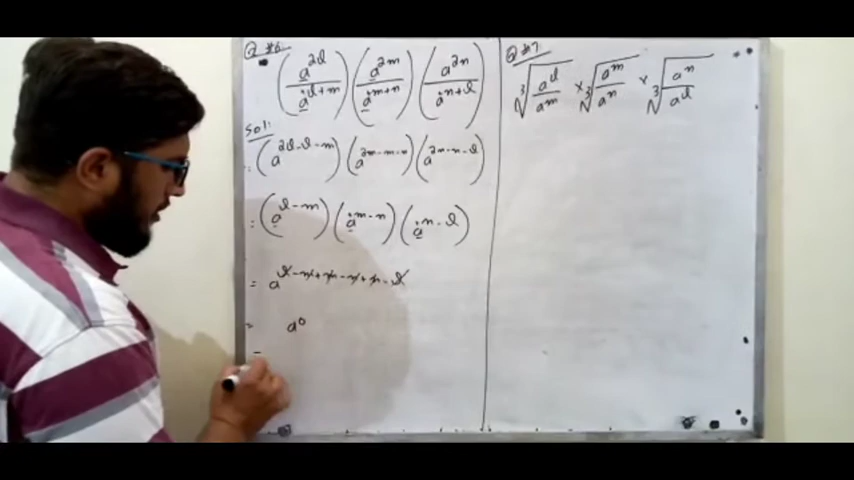 Q #6
(a^2l / a^l+m) (a^2m / a^m+n) (a^2n / a^n+l)
Sol:
= (a^2l-l-m) (a^2m-m-n) (a^2n-n-l)
= (a^l-m) (a^m-n) (a^n-l)
= a^l-m+m-n+n-l
= a^0
=
Q #7
∛(a^l / a^m) × ∛(a^m / a^n) × ∛(a^n / a^l)